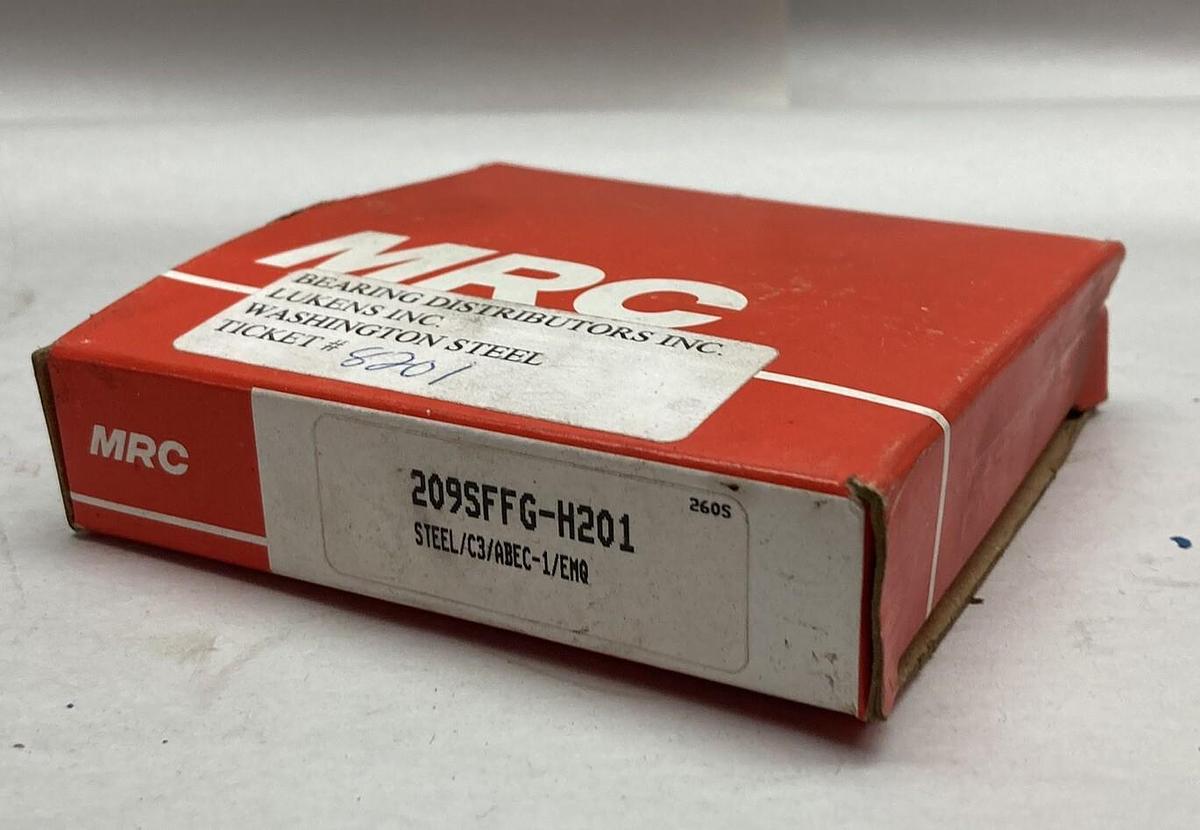 MRC
BEARING DISTRIBUTORS INC.
LUKENS INC.
WASHINGTON STEEL
TICKET # 8201
MRC
209SFFG-H201
260S
STEEL/C3/ABEC-1/EMQ